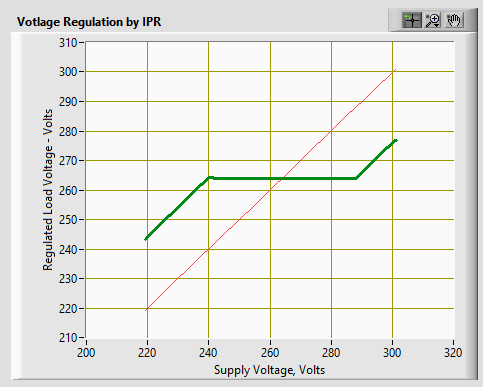 Votlage Regulation by IPR
310
300
290
280
270
260
250
240
230
220
210
Regulated Load Voltage - Volts
200 220 240 260 280 300 320
Supply Voltage, Volts